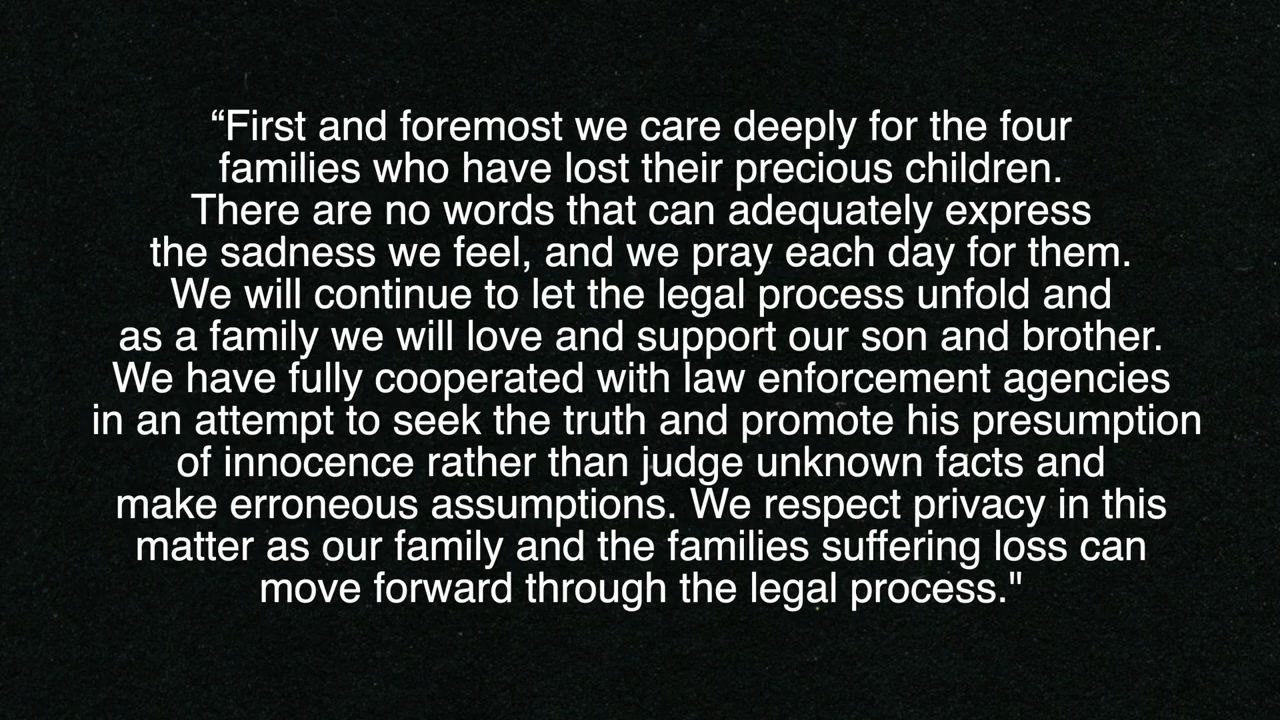 “First and foremost we care deeply for the four
families who have lost their precious children.
There are no words that can adequately express
the sadness we feel, and we pray each day for them.
We will continue to let the legal process unfold and
as a family we will love and support our son and brother.
We have fully cooperated with law enforcement agencies
in an attempt to seek the truth and promote his presumption
of innocence rather than judge unknown facts and
make erroneous assumptions. We respect privacy in this
matter as our family and the families suffering loss can
move forward through the legal process."